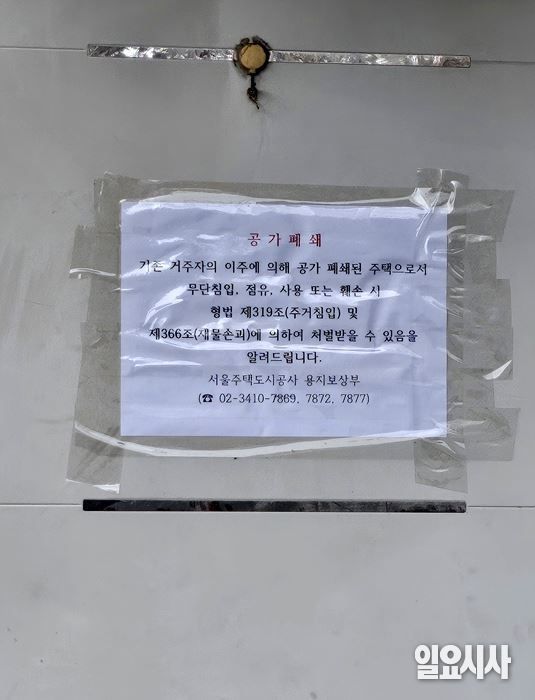 공가폐쇄
기존 거주자의 이주에 의해 공가 폐쇄된 주택으로서
무단침입, 점유, 사용 또는 훼손 시
형법 제319조(주거침입) 및
제366조(재물손괴)에 의하여 처벌받을 수 있음을
알려드립니다.
서울주택도시공사 용지보상부
(☎ 02-3410-7869, 7872, 7877)
일요시사